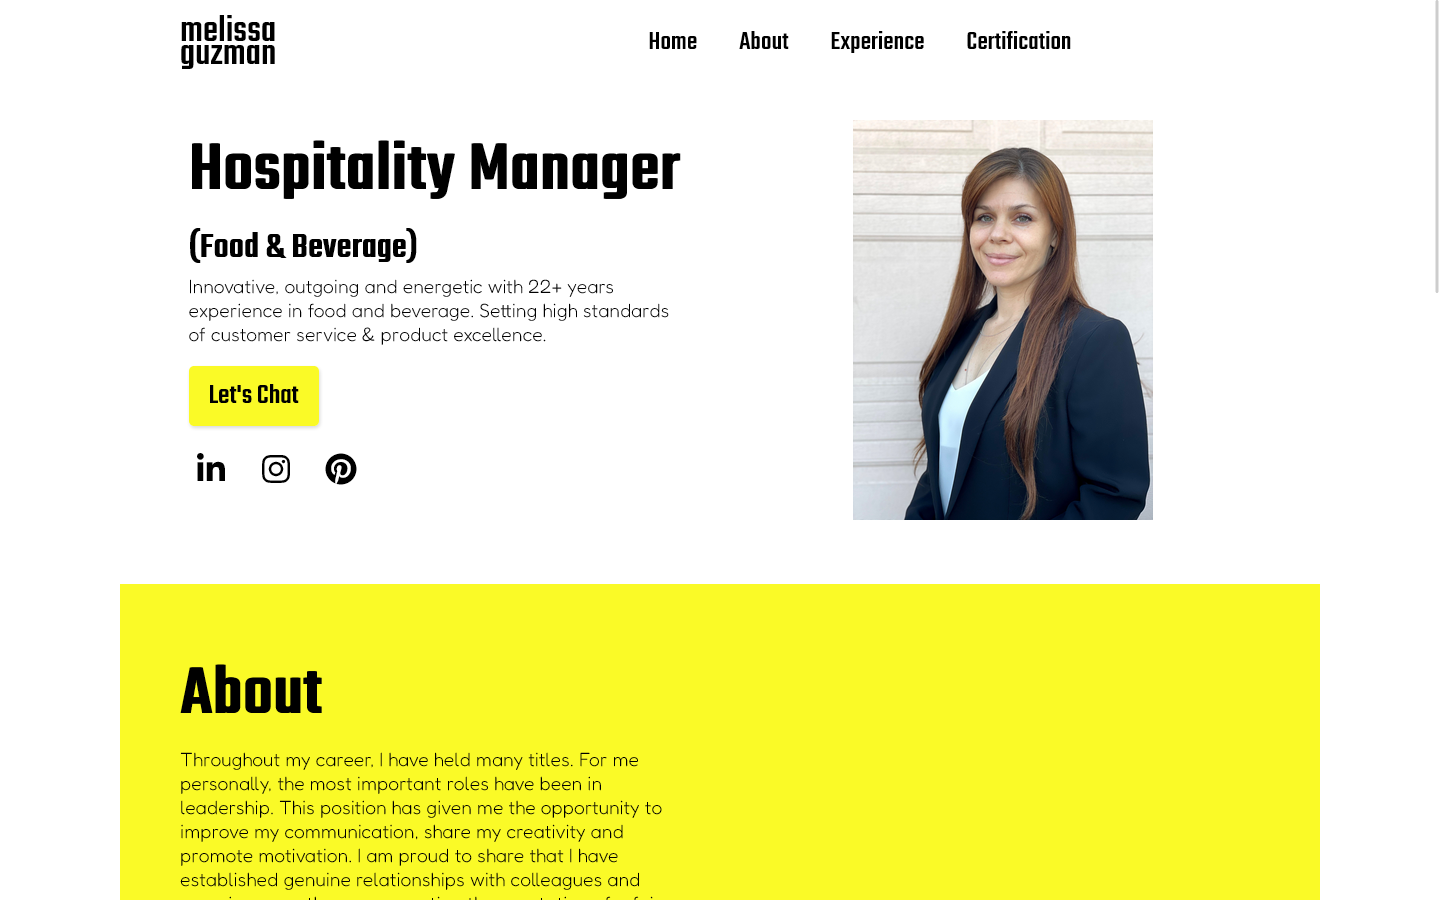 melissa
guzman
Home About Experience Certification
Hospitality Manager
(Food & Beverage)
Innovative, outgoing and energetic with 22+ years
experience in food and beverage. Setting high standards
of customer service & product excellence.
Let's Chat
in
About
Throughout my career, I have held many titles. For me
personally, the most important roles have been in
leadership. This position has given me the opportunity to
improve my communication, share my creativity and
promote motivation. I am proud to share that I have
established genuine relationships with colleagues and